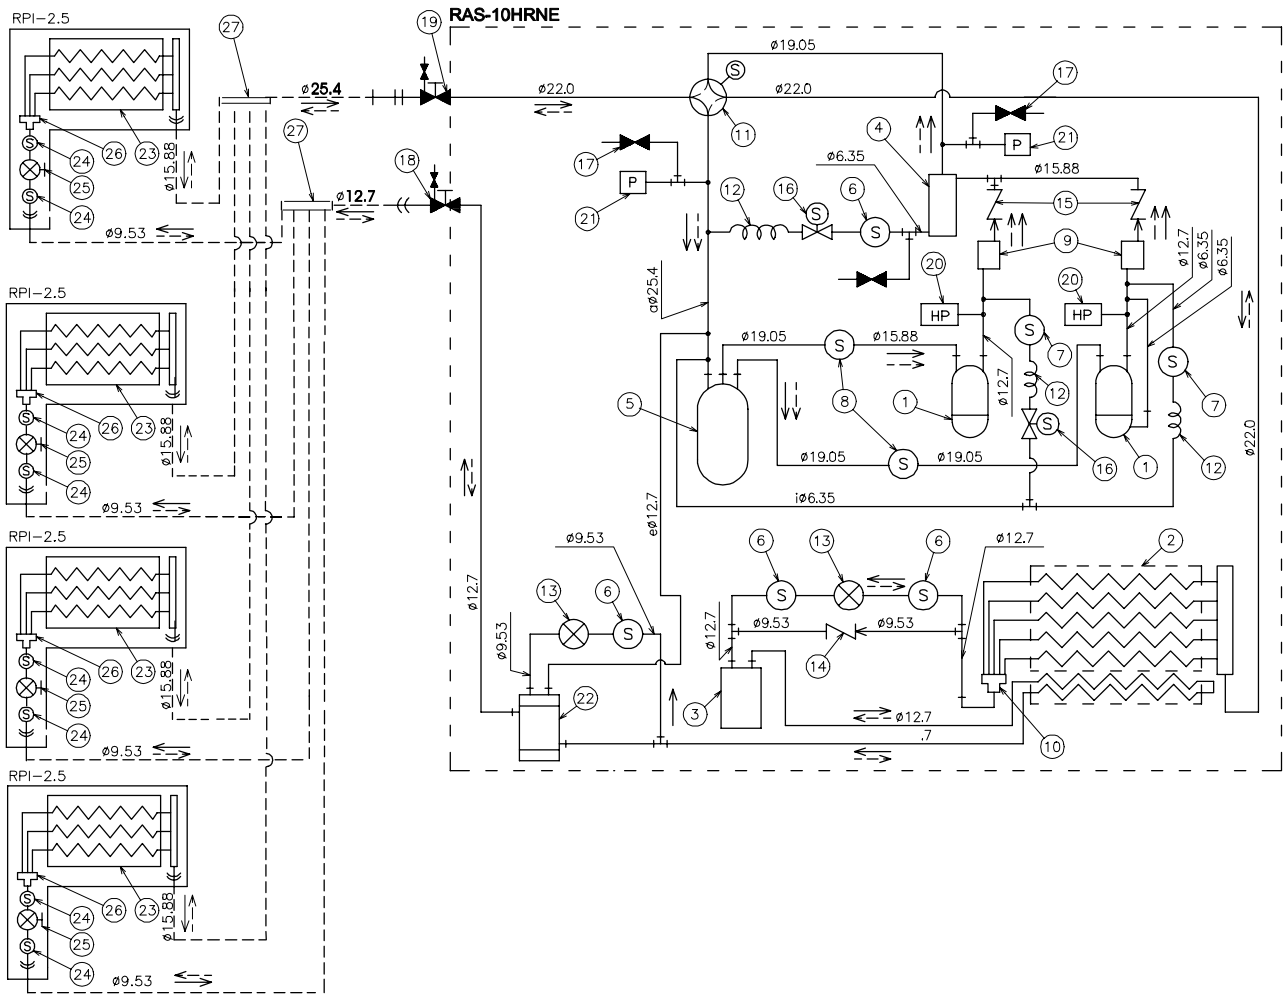 RPI-2.5
27
19
RAS-10HRNE
ø25.4
ø22.0
ø19.05
S
ø22.0
11
17
P
21
4
ø6.35
ø15.88
17
P
21
12
16
S
6
S
15
9
20
HP
20
HP
ø12.7
ø6.35
ø6.35
S
24
S
25
24
26
23
ø15.88
ø9.53
27
18
ø12.7
RPI-2.5
S
24
S
25
24
26
23
ø15.88
ø9.53
aø25.4
ø19.05
S
ø15.88
8
5
1
ø12.7
S
7
12
S
16
1
S
7
12
ø22.0
ø19.05
S
ø19.05
iø6.35
eø12.7
RPI-2.5
S
24
S
25
24
26
23
ø15.88
ø9.53
ø12.7
ø9.53
13
6
S
ø9.53
22
6
S
13
6
S
ø12.7
2
ø12.7
ø9.53
ø9.53
14
3
ø12.7
.7
10
RPI-2.5
S
24
S
25
24
26
23
ø15.88
ø9.53